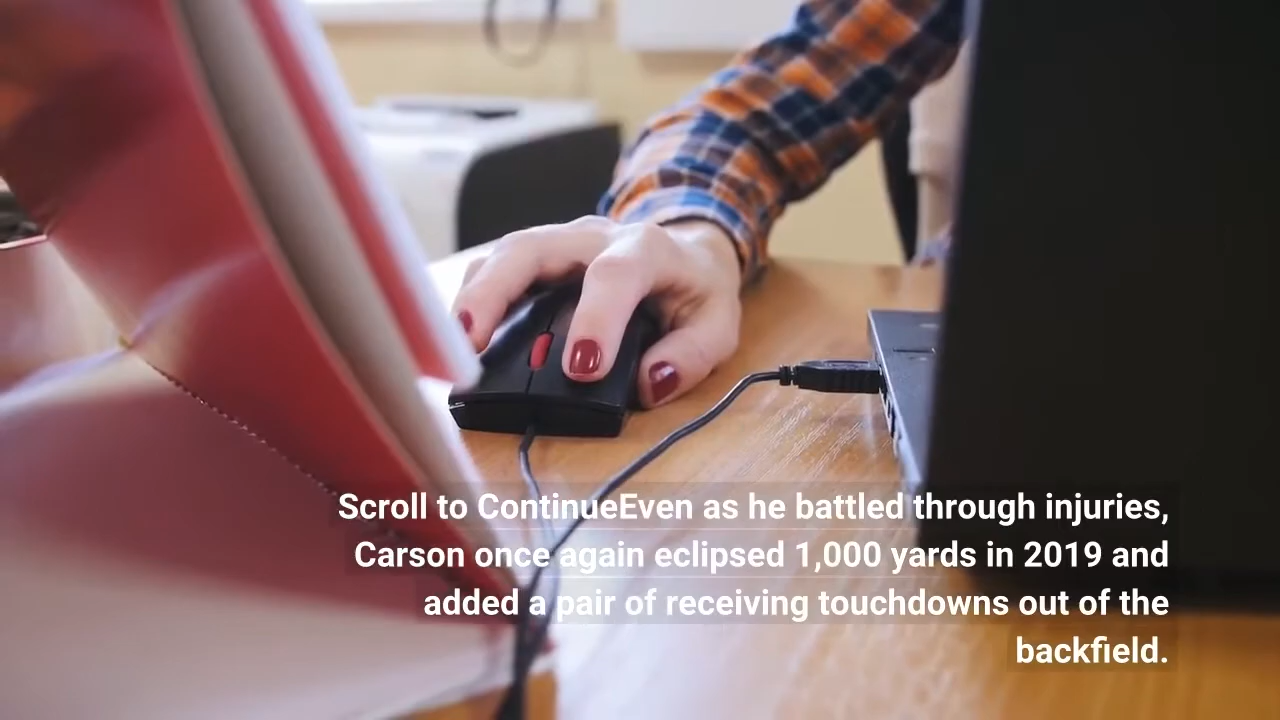 Scroll to ContinueEven as he battled through injuries,
Carson once again eclipsed 1,000 yards in 2019 and
added a pair of receiving touchdowns out of the
backfield.